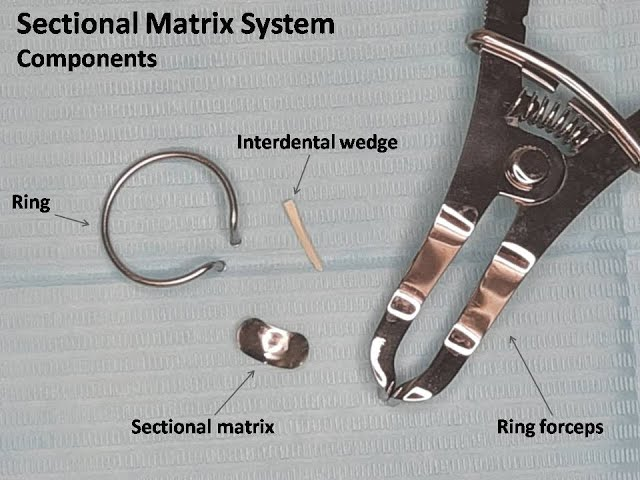 Sectional Matrix System
Components
Interdental wedge
Ring
Sectional matrix
Ring forceps